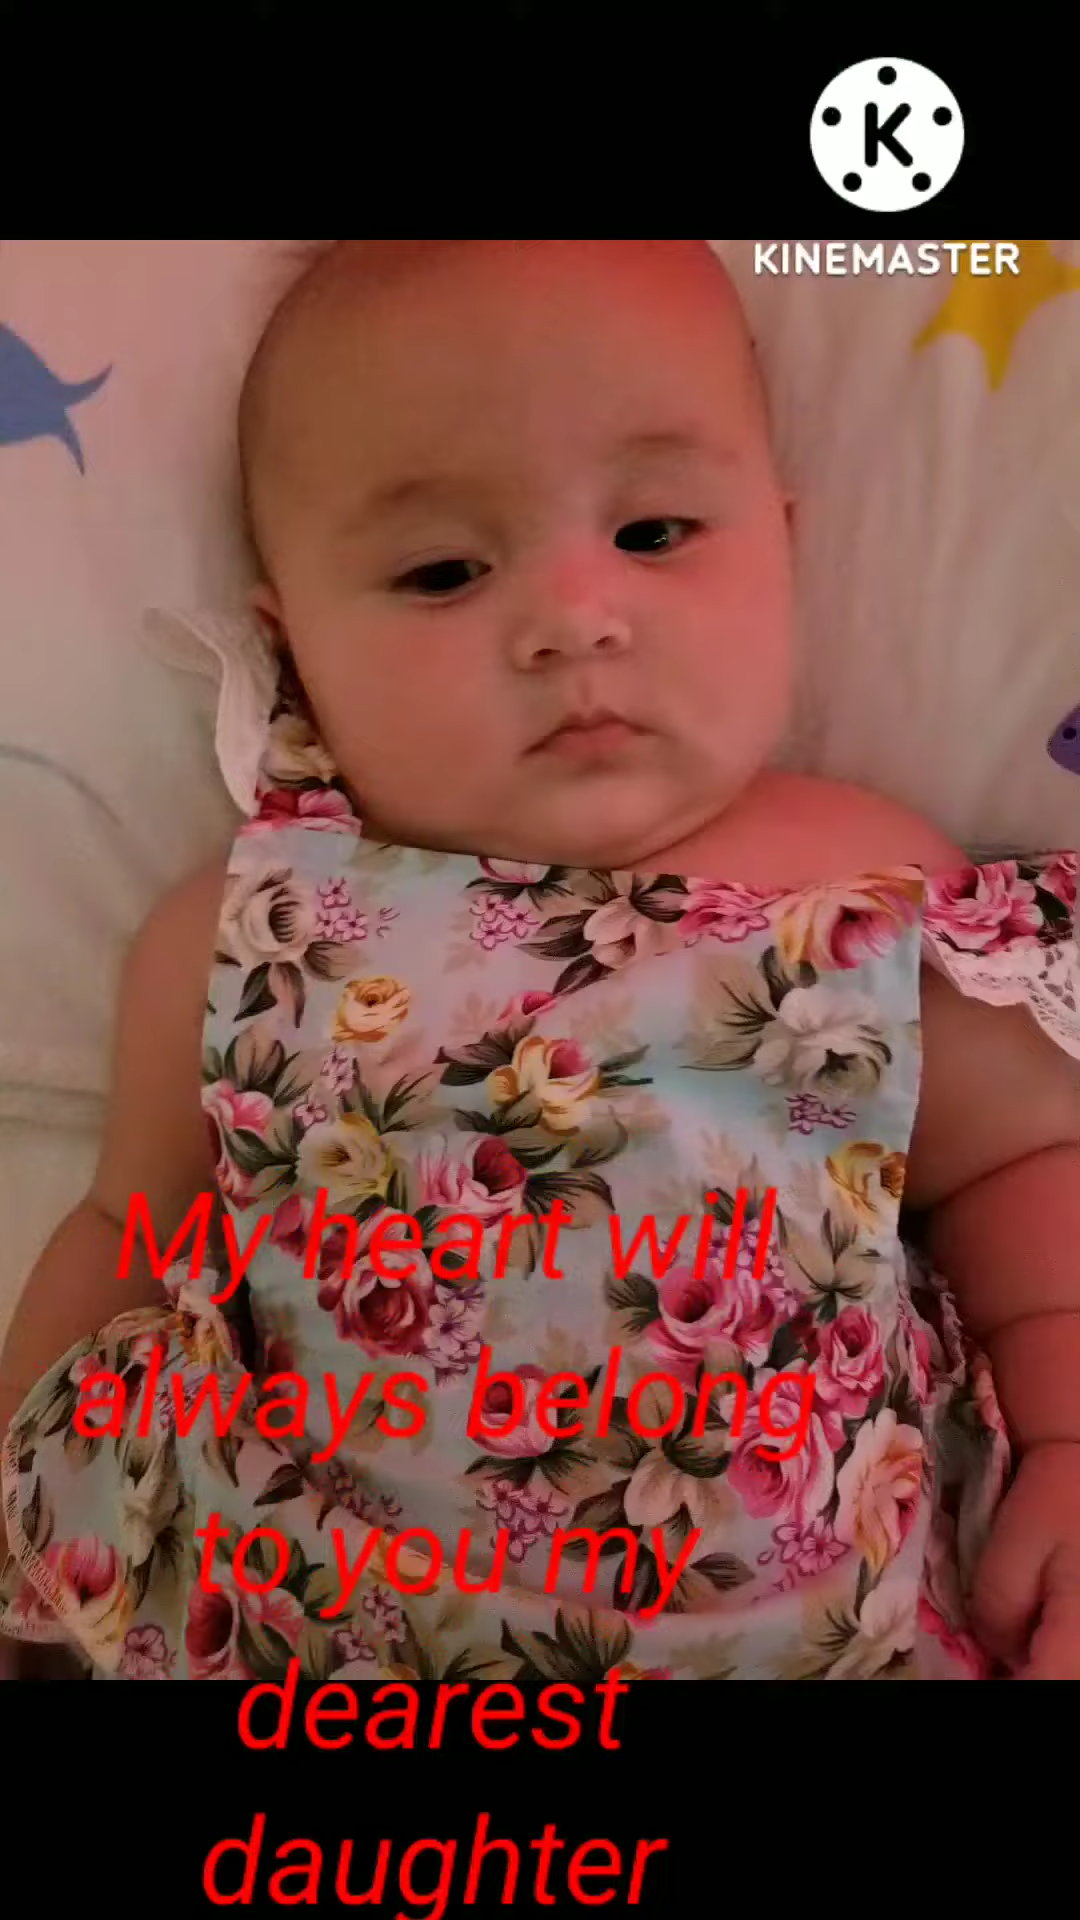 K
KINEMASTER
My heart will
always belong
to you my
dearest
daughter